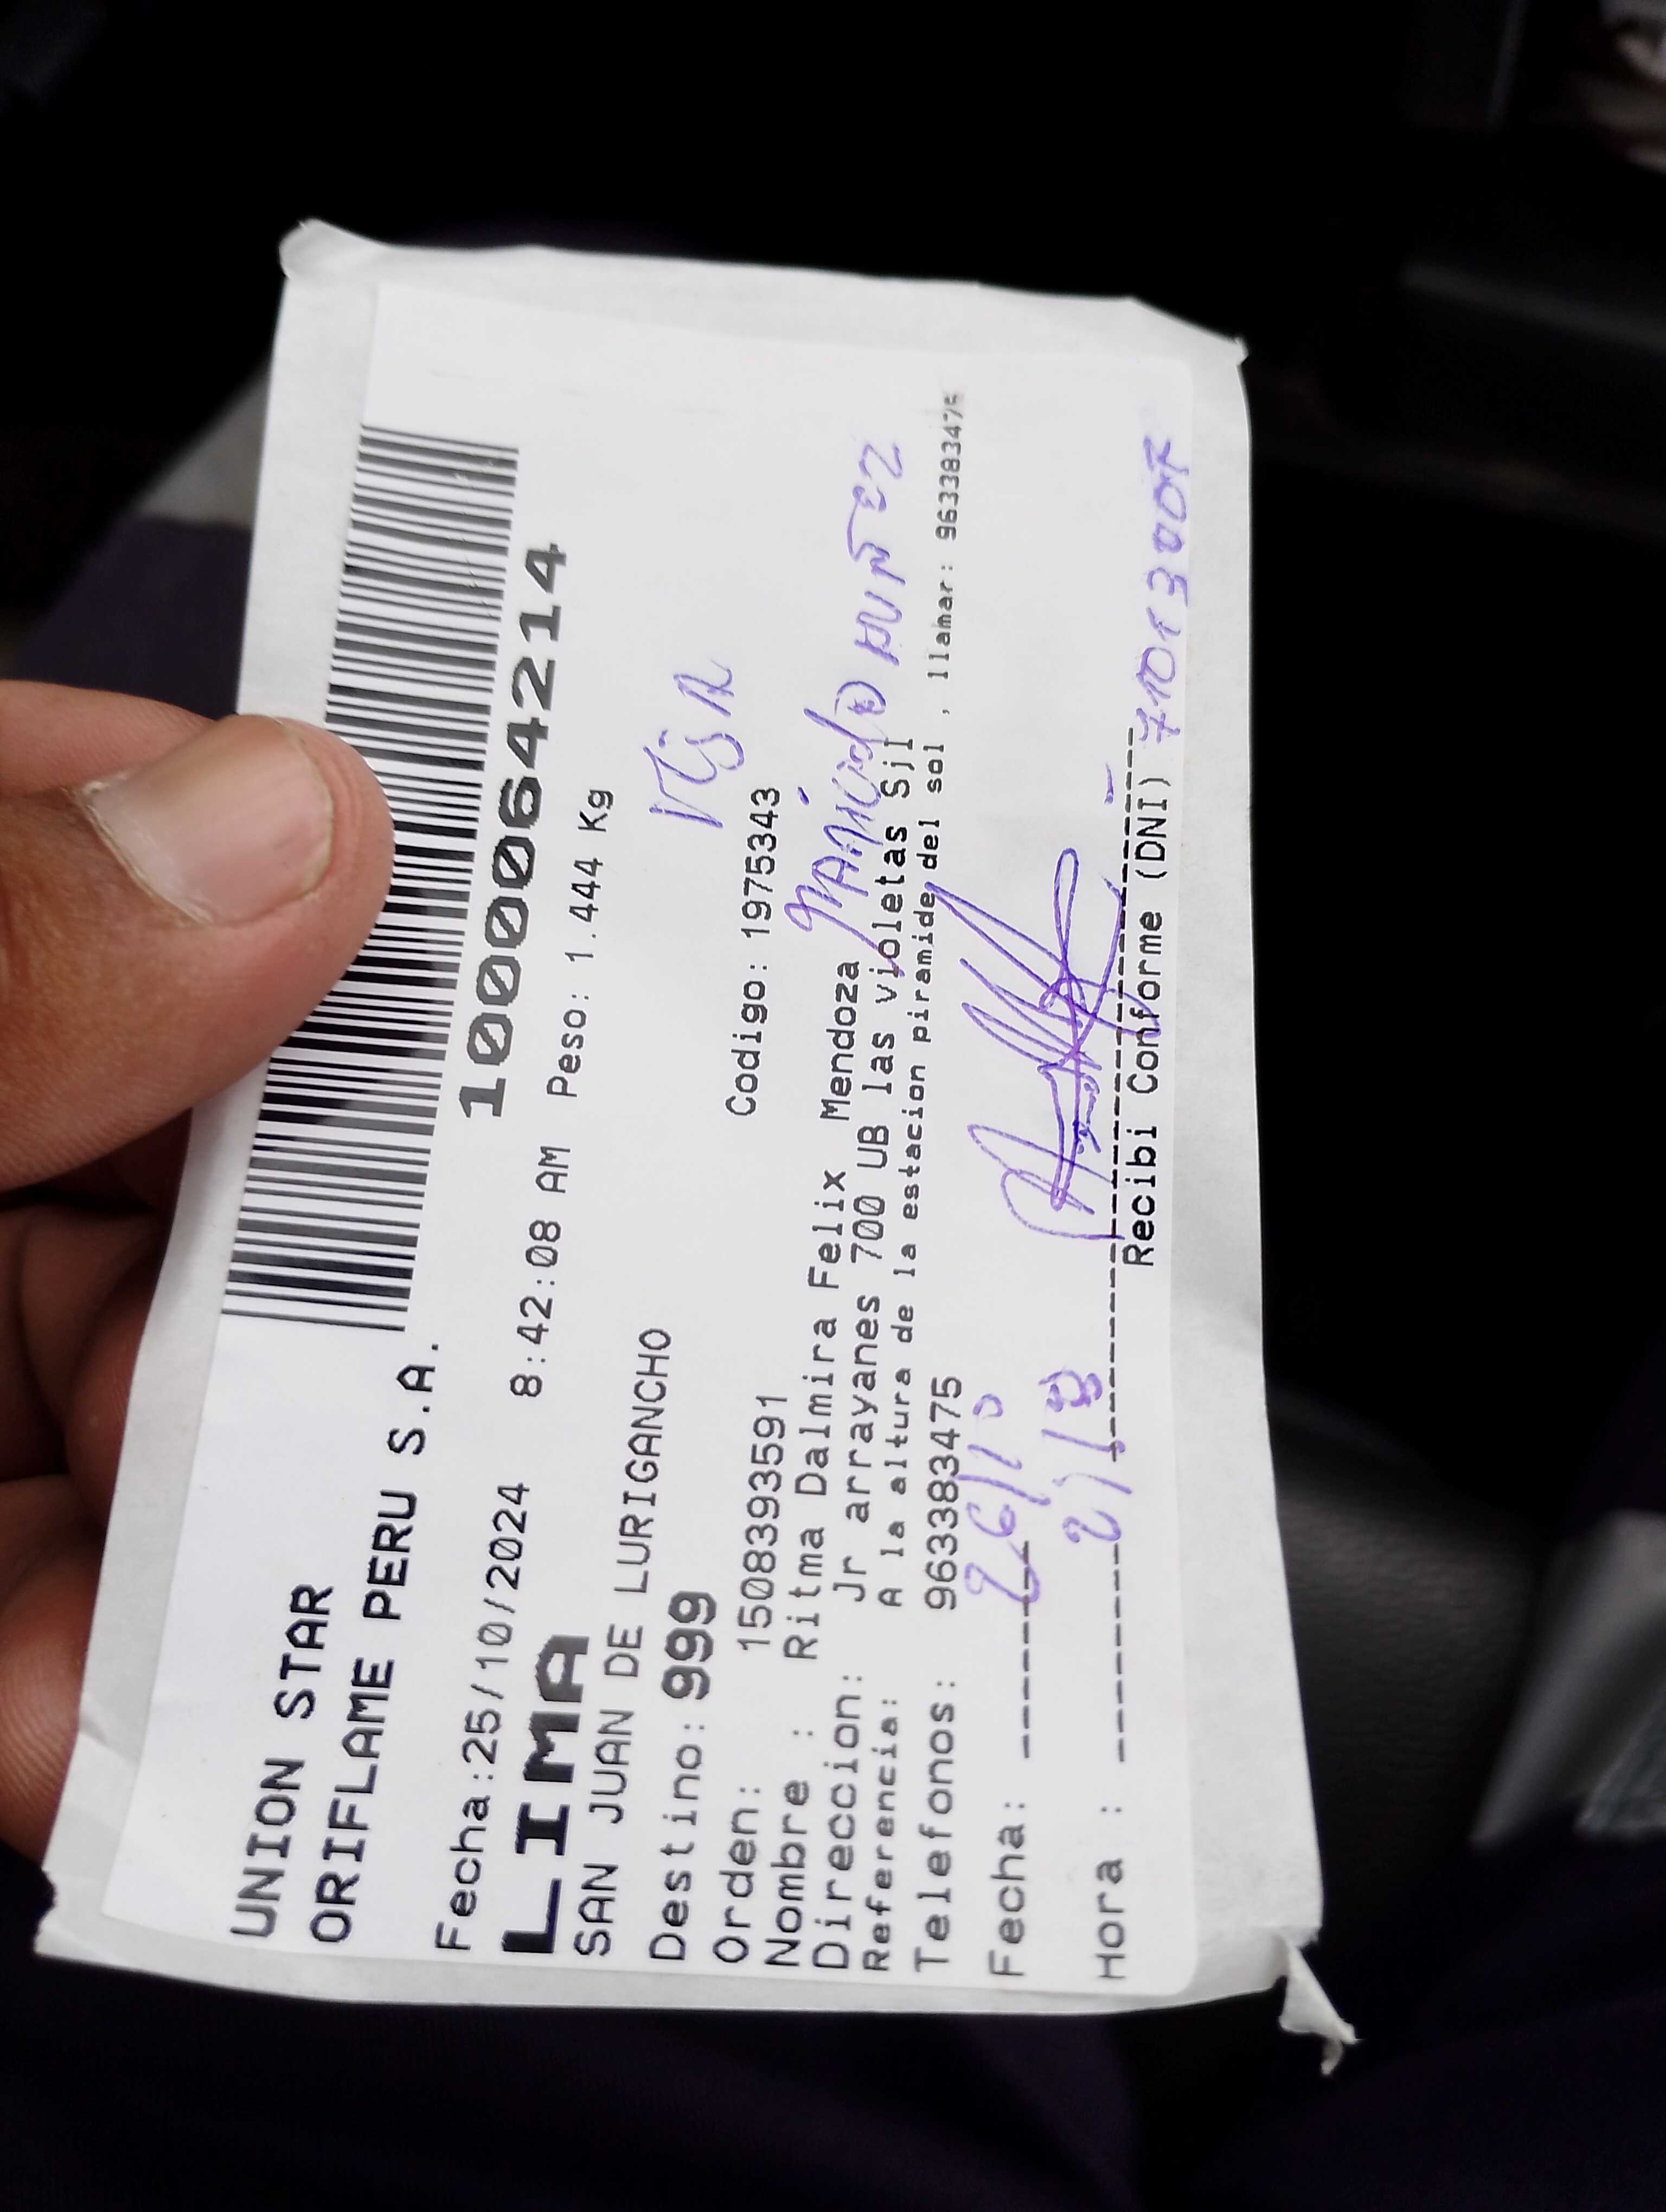 UNION STAR
ORIFLAME PERU S.A.
100064214
Fecha:25/10/2024 8:42:08 AM Peso: 1.444 Kg
LIMA
SAN JUAN DE LURIGANCHO
Destino: 999
Orden: 1508393591 Codigo: 1975343
Nombre : Ritma Dalmira Felix Mendoza
Direccion: Jr arrayanes 700 UB las violetas Sjl
Referencia: A la altura de la estacion piramide del sol , llamar: 963383475
Telefonos: 963383475
Fecha: 26/10
Hora :
Recibi Conforme (DNI)